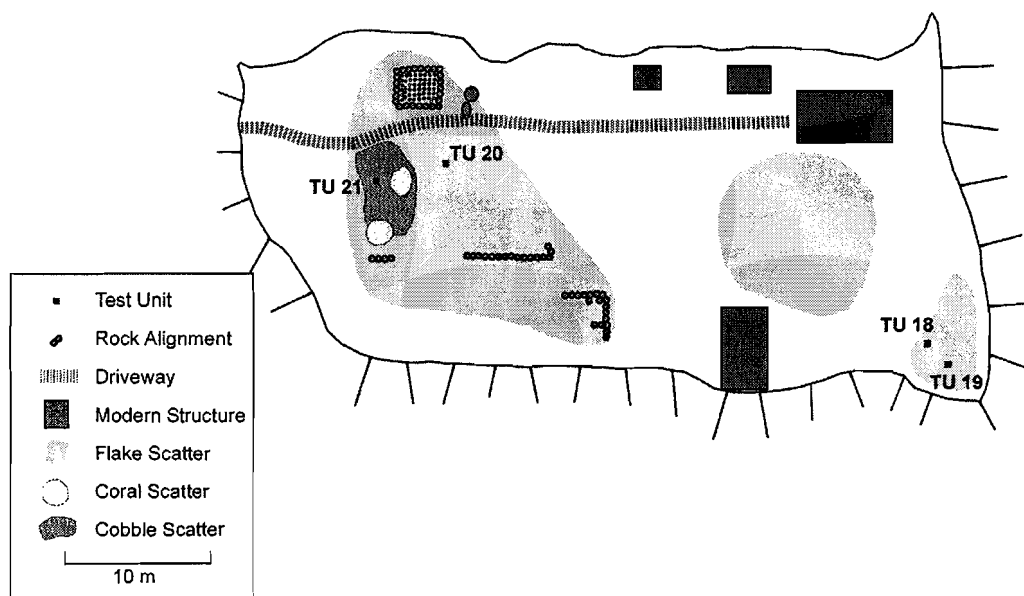 TU 20
TU 21
TU 18
TU 19
Test Unit
Rock Alignment
Driveway
Modern Structure
Flake Scatter
Coral Scatter
Cobble Scatter
10 m